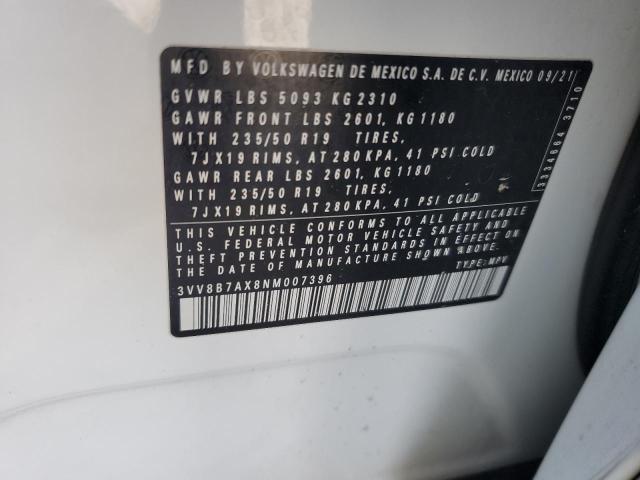 MFD BY VOLKSWAGEN DE MEXICO S.A. DE C.V. MEXICO 09/21
GVWR LBS 5093 KG 2310
GAWR FRONT LBS 2601, KG 1180
WITH 235/50 R19 TIRES,
7JX19 RIMS, AT 280 KPA, 41 PSI COLD
GAWR REAR LBS 2601, KG 1180
WITH 235/50 R19 TIRES,
7JX19 RIMS, AT 280 KPA, 41 PSI COLD
THIS VEHICLE CONFORMS TO ALL APPLICABLE
U.S. FEDERAL MOTOR VEHICLE SAFETY AND
THEFT PREVENTION STANDARDS IN EFFECT ON
THE DATE OF MANUFACTURE SHOWN ABOVE.
3VV8B7AX8NM007396 TYPE: MPV
3334664 3710